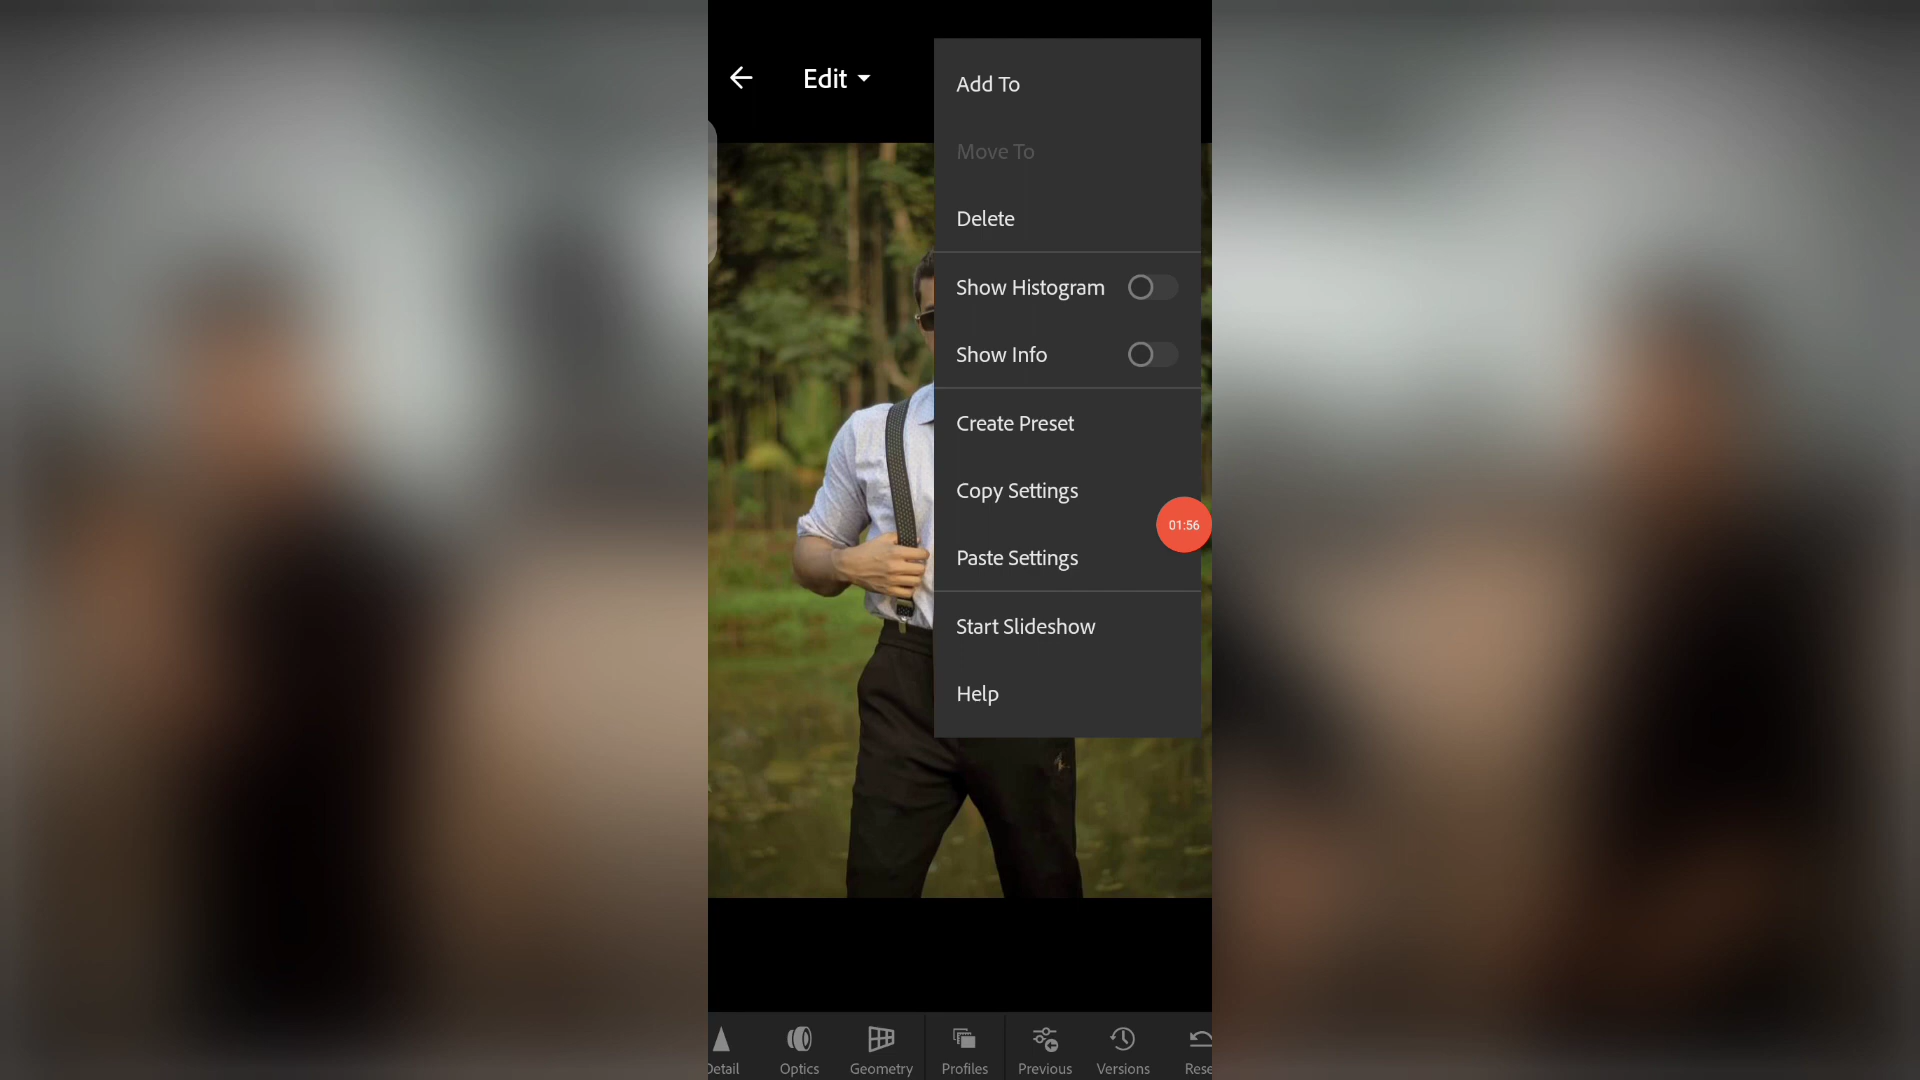 Edit
Add To
Move To
Delete
Show Histogram
Show Info
Create Preset
Copy Settings
01:56
Paste Settings
Start Slideshow
Help
Detail
Optics
Geometry
Profiles
Previous
Versions
Rese